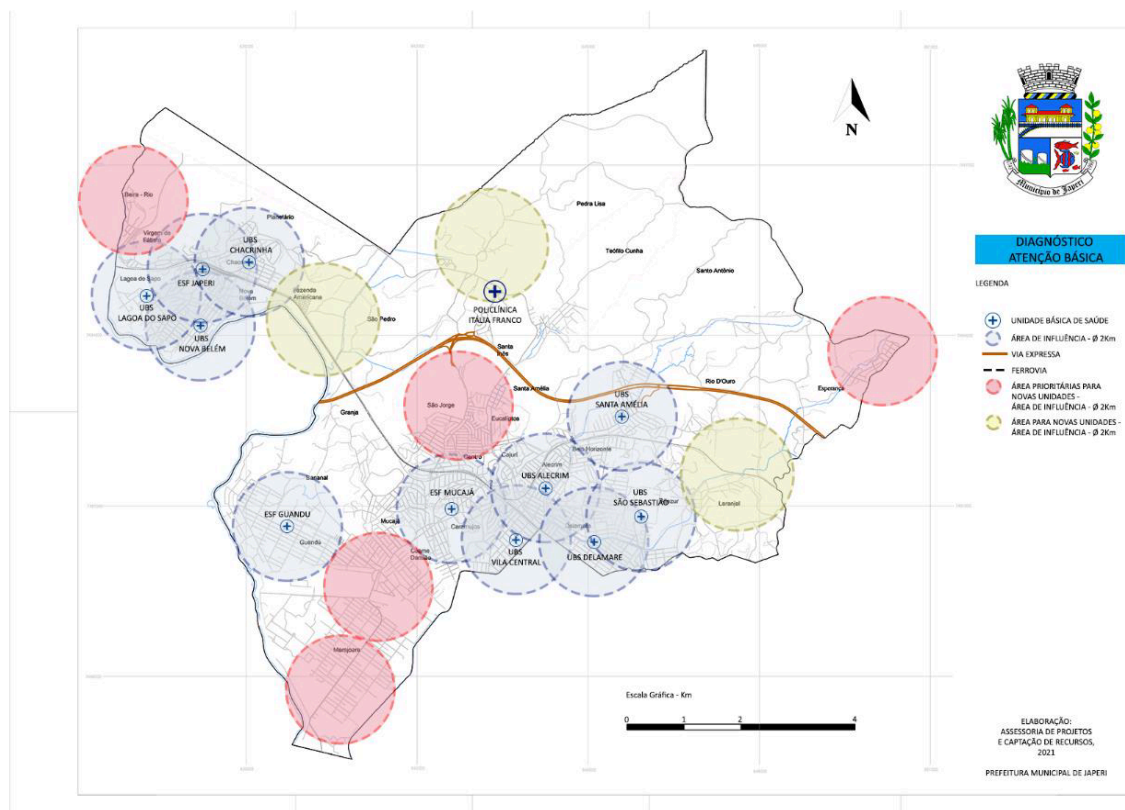 N
Município de Japeri
DIAGNÓSTICO
ATENÇÃO BÁSICA
LEGENDA
UNIDADE BÁSICA DE SAÚDE
ÁREA DE INFLUÊNCIA - Ø 2Km
VIA EXPRESSA
FERROVIA
ÁREA PRIORITÁRIAS PARA
NOVAS UNIDADES -
ÁREA DE INFLUÊNCIA - Ø 2Km
ÁREA PARA NOVAS UNIDADES -
ÁREA DE INFLUÊNCIA - Ø 2Km
Beira - Rio
Virgem de
Fátima
Planetário
UBS
CHACRINHA
Lagoa do Sapo
ESF JAPERI
UBS
LAGOA DO SAPO
UBS
NOVA BELÉM
Fazenda
Americana
São Pedro
Pedra Lisa
Teófilo Cunha
Santo Antônio
POLICLÍNICA
ITÁLIA FRANCO
Santa
Inês
Santa Amélia
Rio D'Ouro
Esperança
UBS
SANTA AMÉLIA
Granja
São Jorge
Eucaliptos
Centro
Cajuri
Belo Horizonte
Alecrim
UBS ALECRIM
Laranjal
UBS
SÃO SEBASTIÃO
ESF MUCAJÁ
Mucajá
ESF GUANDU
Guandu
UBS
VILA CENTRAL
UBS DELAMARE
Cosme
Damião
Marajoara
Escala Gráfica - Km
0 1 2 4
ELABORAÇÃO:
ASSESSORIA DE PROJETOS
E CAPTAÇÃO DE RECURSOS,
2021
PREFEITURA MUNICIPAL DE JAPERI